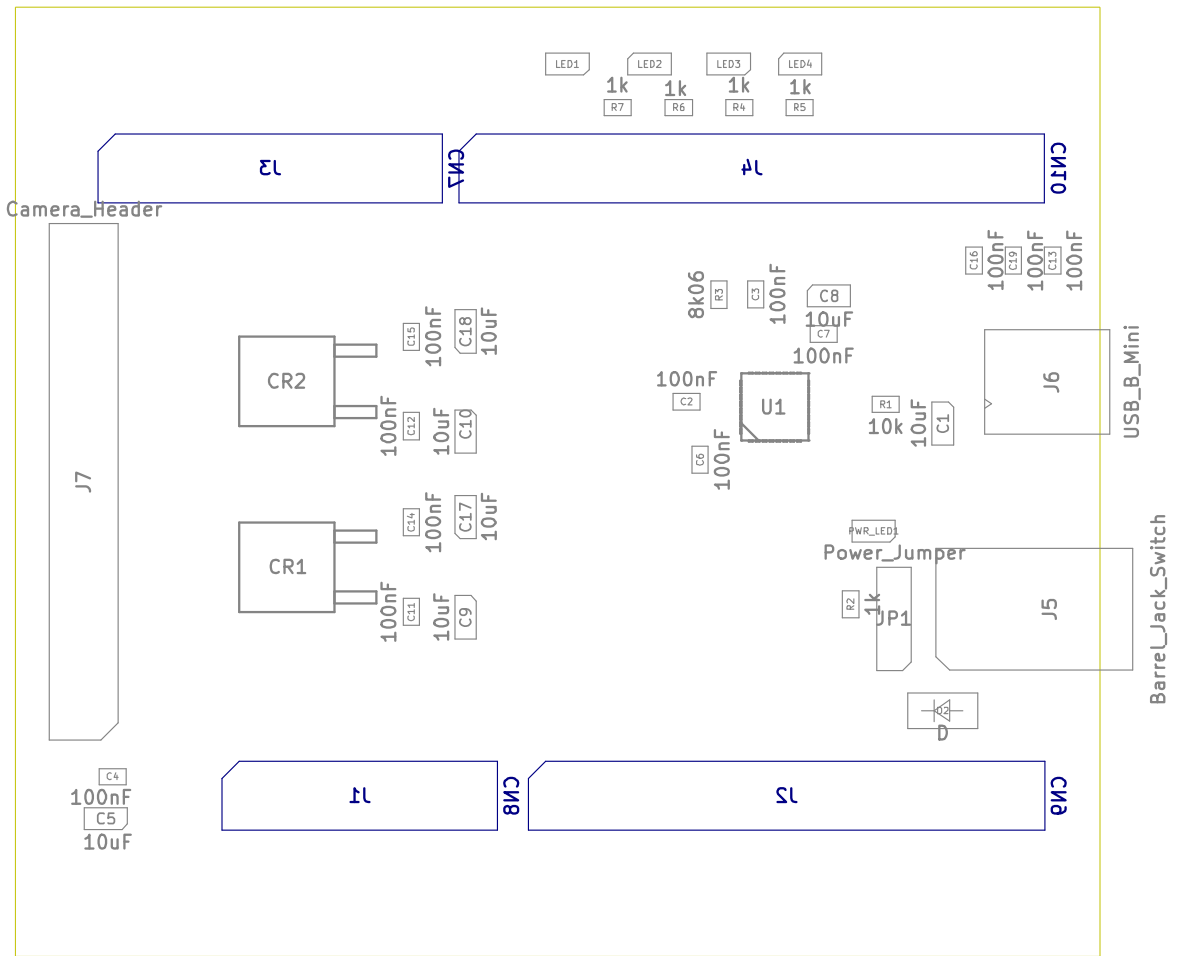 LED1
LED2
LED3
LED4
1k
1k
1k
1k
R7
R6
R4
R5
J3
CN7
J4
CN10
Camera_Header
C16
100nF
C19
100nF
C13
100nF
8k06
R3
C3
100nF
C8
10uF
C7
100nF
C15
100nF
C18
10uF
CR2
100nF
C2
U1
R1
10k
10uF
C1
J6
USB_B_Mini
100nF
C12
10uF
C10
C6
100nF
J7
C14
100nF
C17
10uF
PWR_LED1
Power_Jumper
CR1
100nF
C11
10uF
C9
R2
1k
JP1
J5
Barrel_Jack_Switch
D2
D
C4
100nF
C5
10uF
J1
CN8
J2
CN9